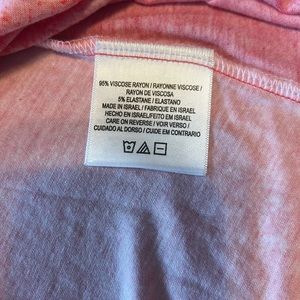 95% VISCOSE RAYON / RAYONNE VISCOSE /
RAYON DE VISCOSA
5% ELASTANE / ELASTANO
MADE IN ISRAEL / FABRIQUE EN ISRAEL
HECHO EN ISRAEL/FEITO EM ISRAEL
CARE ON REVERSE / VOIR VERSO /
CUIDADO AL DORSO / CUIDE EM CONTRARIO